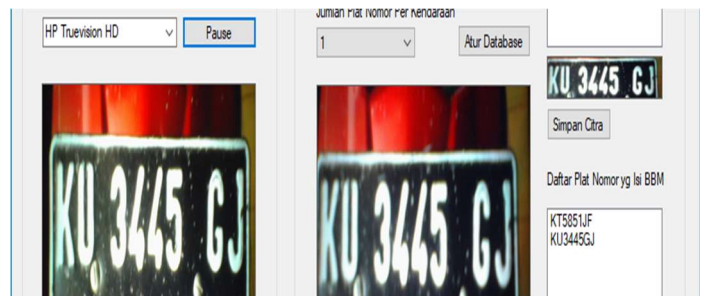 HP Truevision HD
Pause
Jumlah Plat Nomor Per Kendaraan
1
Atur Database
KU 3445 GJ
Simpan Citra
Daftar Plat Nomor yg Isi BBM
KT5851JF
KU3445GJ
KU 3445 GJ
KU 3445 GJ